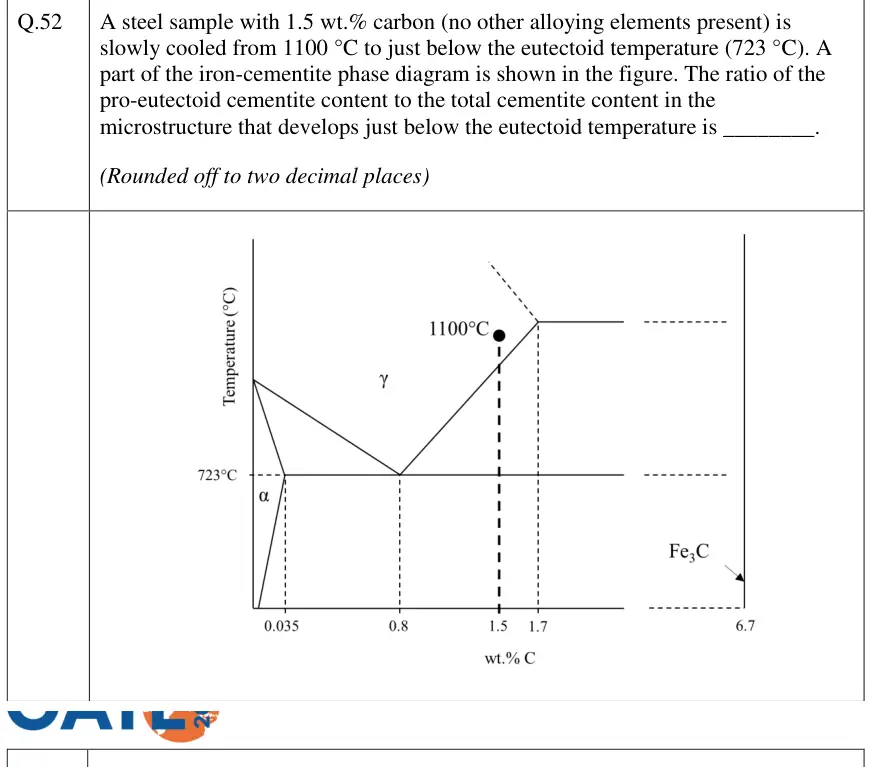 Q.52
A steel sample with 1.5 wt.% carbon (no other alloying elements present) is
slowly cooled from 1100 °C to just below the eutectoid temperature (723 °C). A
part of the iron-cementite phase diagram is shown in the figure. The ratio of the
pro-eutectoid cementite content to the total cementite content in the
microstructure that develops just below the eutectoid temperature is ________.
(Rounded off to two decimal places)
Temperature (°C)
1100°C
γ
723°C
α
Fe₃C
0.035 0.8 1.5 1.7 6.7
wt.% C